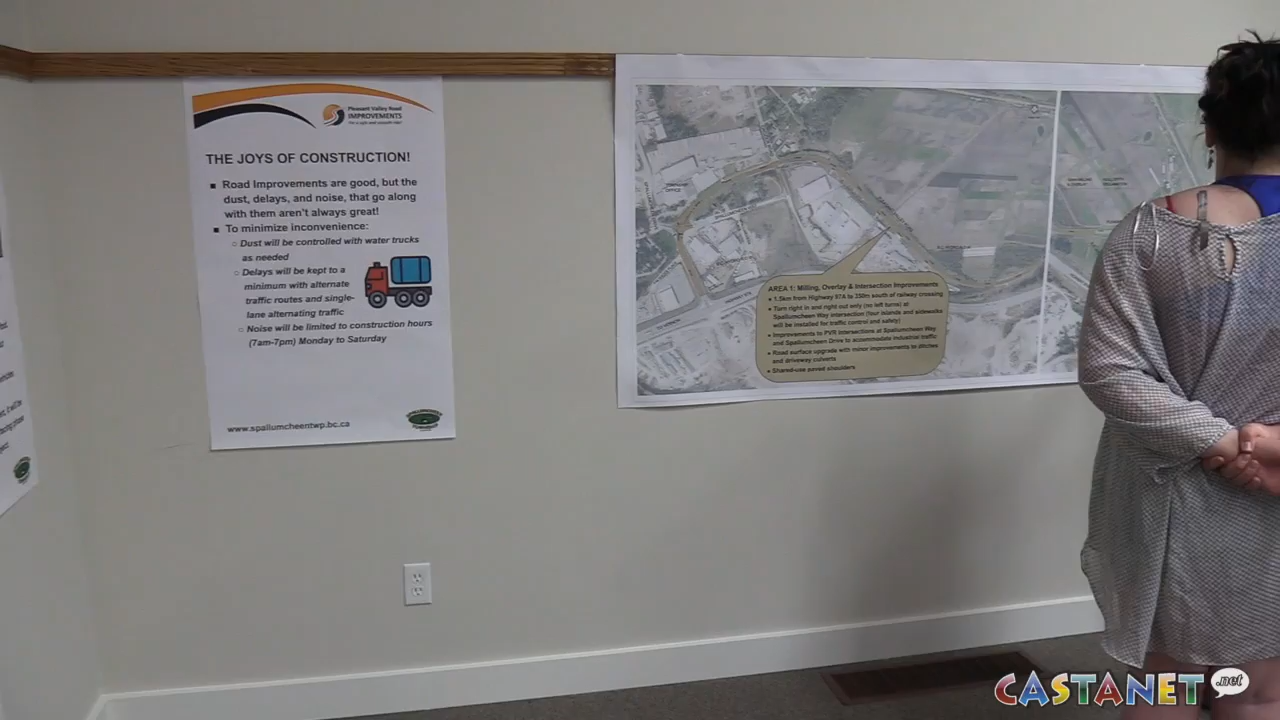 Pleasant Valley Road
IMPROVEMENTS
THE JOYS OF CONSTRUCTION!
Road Improvements are good, but the
dust, delays, and noise, that go along
with them aren't always great!
To minimize inconvenience:
Dust will be controlled with water trucks
as needed
Delays will be kept to a
minimum with alternate
traffic routes and single-
lane alternating traffic
Noise will be limited to construction hours
(7am-7pm) Monday to Saturday
www.spallumcheentwp.bc.ca
AREA 1: Milling, Overlay & Intersection Improvements
1.5km from Highway 97A to 350m south of railway crossing
Turn right in and right out only (no left turns) at
Spallumcheen Way intersection (four islands and sidewalks
will be installed for traffic control and safety)
Improvements to PVR intersections at Spallumcheen Way
and Spallumcheen Drive to accommodate industrial traffic
Road surface upgrade with minor improvements to ditches
and driveway culverts
Shared-use paved shoulders
CASTANET.net